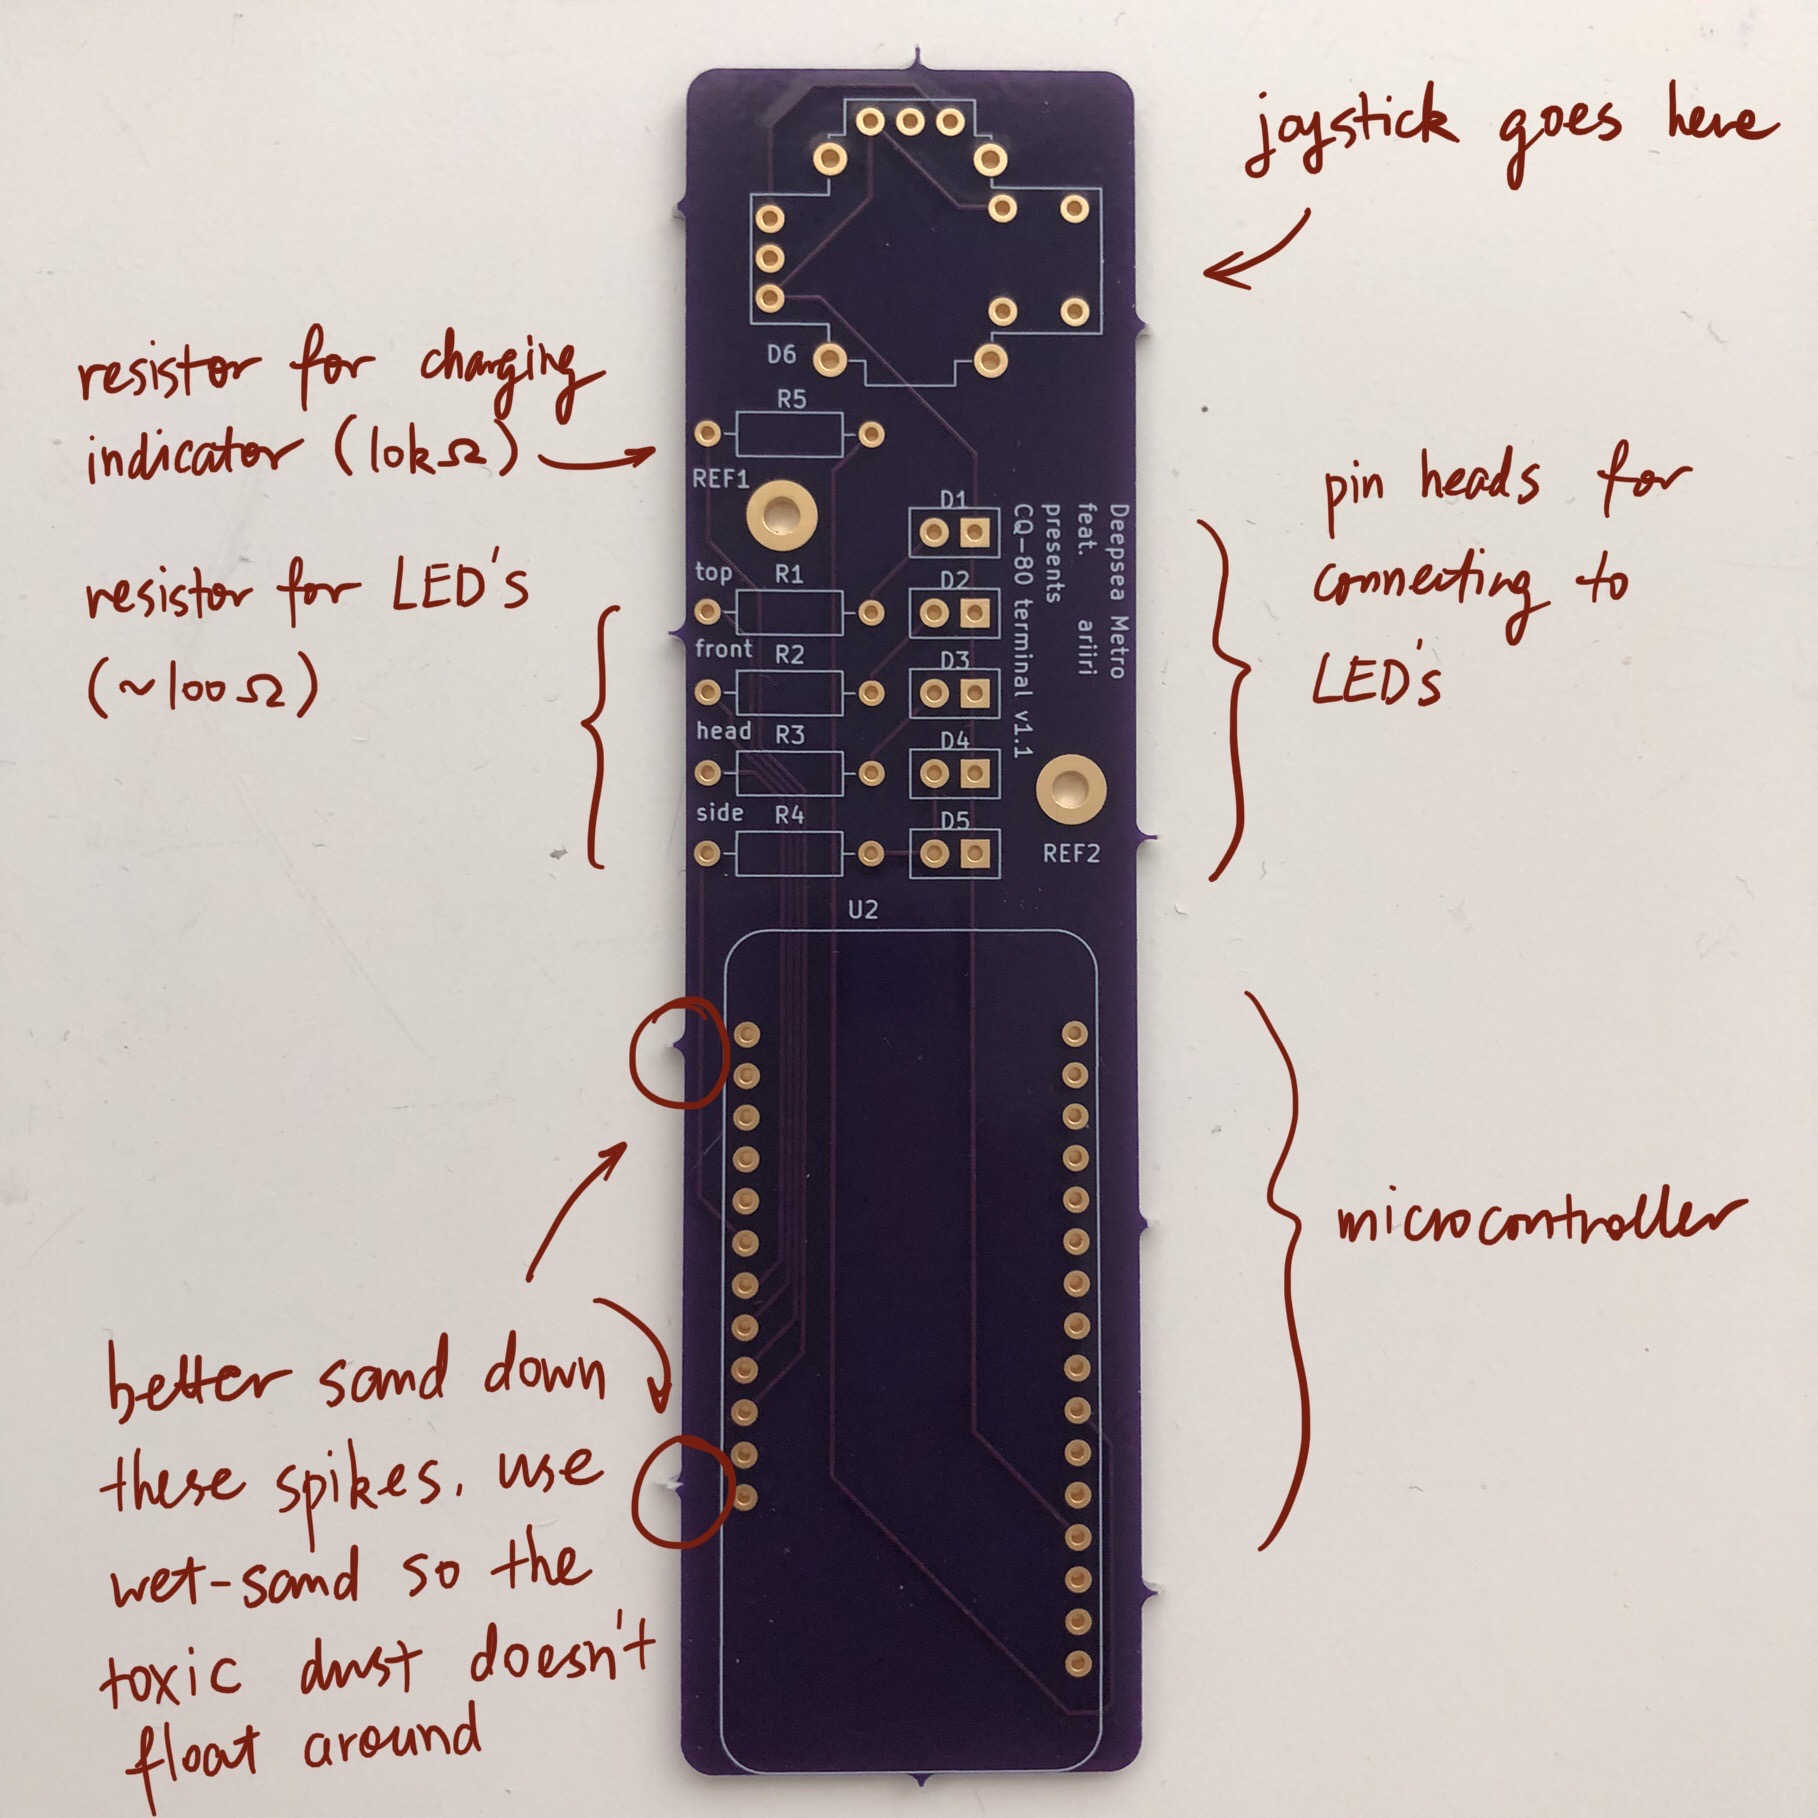 joystick goes here
resistor for changing
indicator (10kΩ)
resistor for LED's
(~100Ω)
pin heads for
connecting to
LED's
microcontroller
better sand down
these spikes. use
wet-sand so the
toxic dust doesn't
float around
D6
R5
REF1
D1
top R1
D2
front R2
D3
head R3
D4
side R4
D5
REF2
U2
Deepsea Metro
feat. ariiri
presents
CQ-80 terminal v1.1